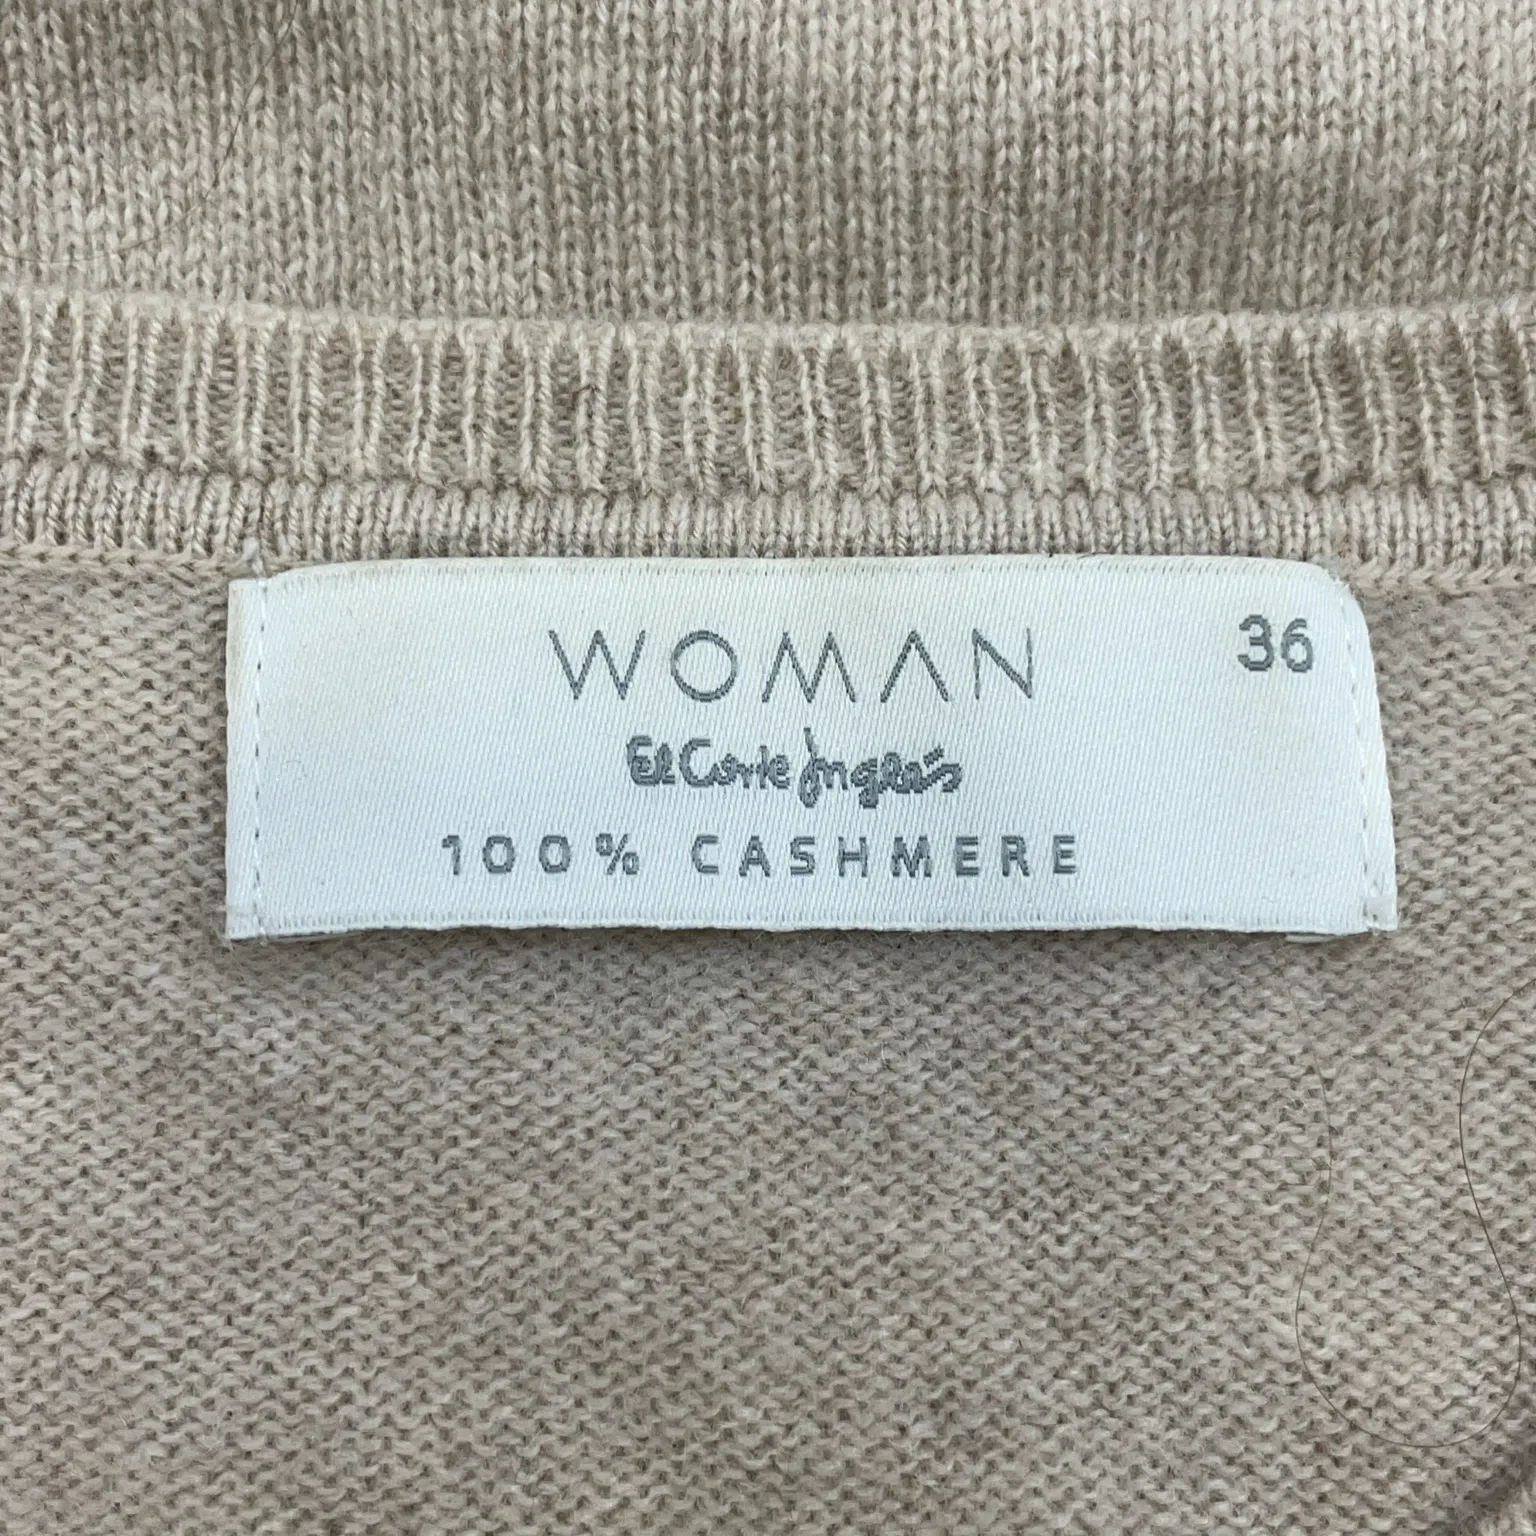 WOMAN
36
El Corte Inglés
100% CASHMERE